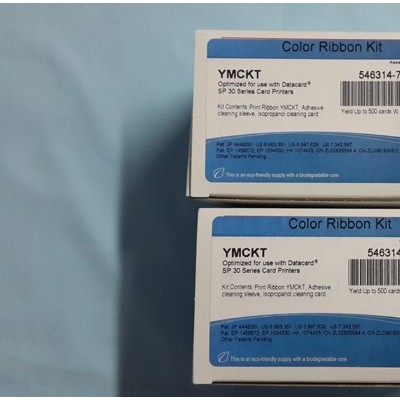 Color Ribbon Kit
YMCKT
546314-7
Optimized for use with Datacard®
SP 30 Series Card Printers
Kit Contents: Print Ribbon YMCKT, Adhesive
cleaning sleeve, Isopropanol cleaning card
Yield Up to 500 cards W
Other Patents Pending
This is an eco-friendly supply with a biodegradable core
Color Ribbon Kit
YMCKT
546314
Optimized for use with Datacard®
SP 30 Series Card Printers
Kit Contents: Print Ribbon YMCKT, Adhesive
cleaning sleeve, Isopropanol cleaning card
Yield Up to 500 cards
Other Patents Pending
This is an eco-friendly supply with a biodegradable core